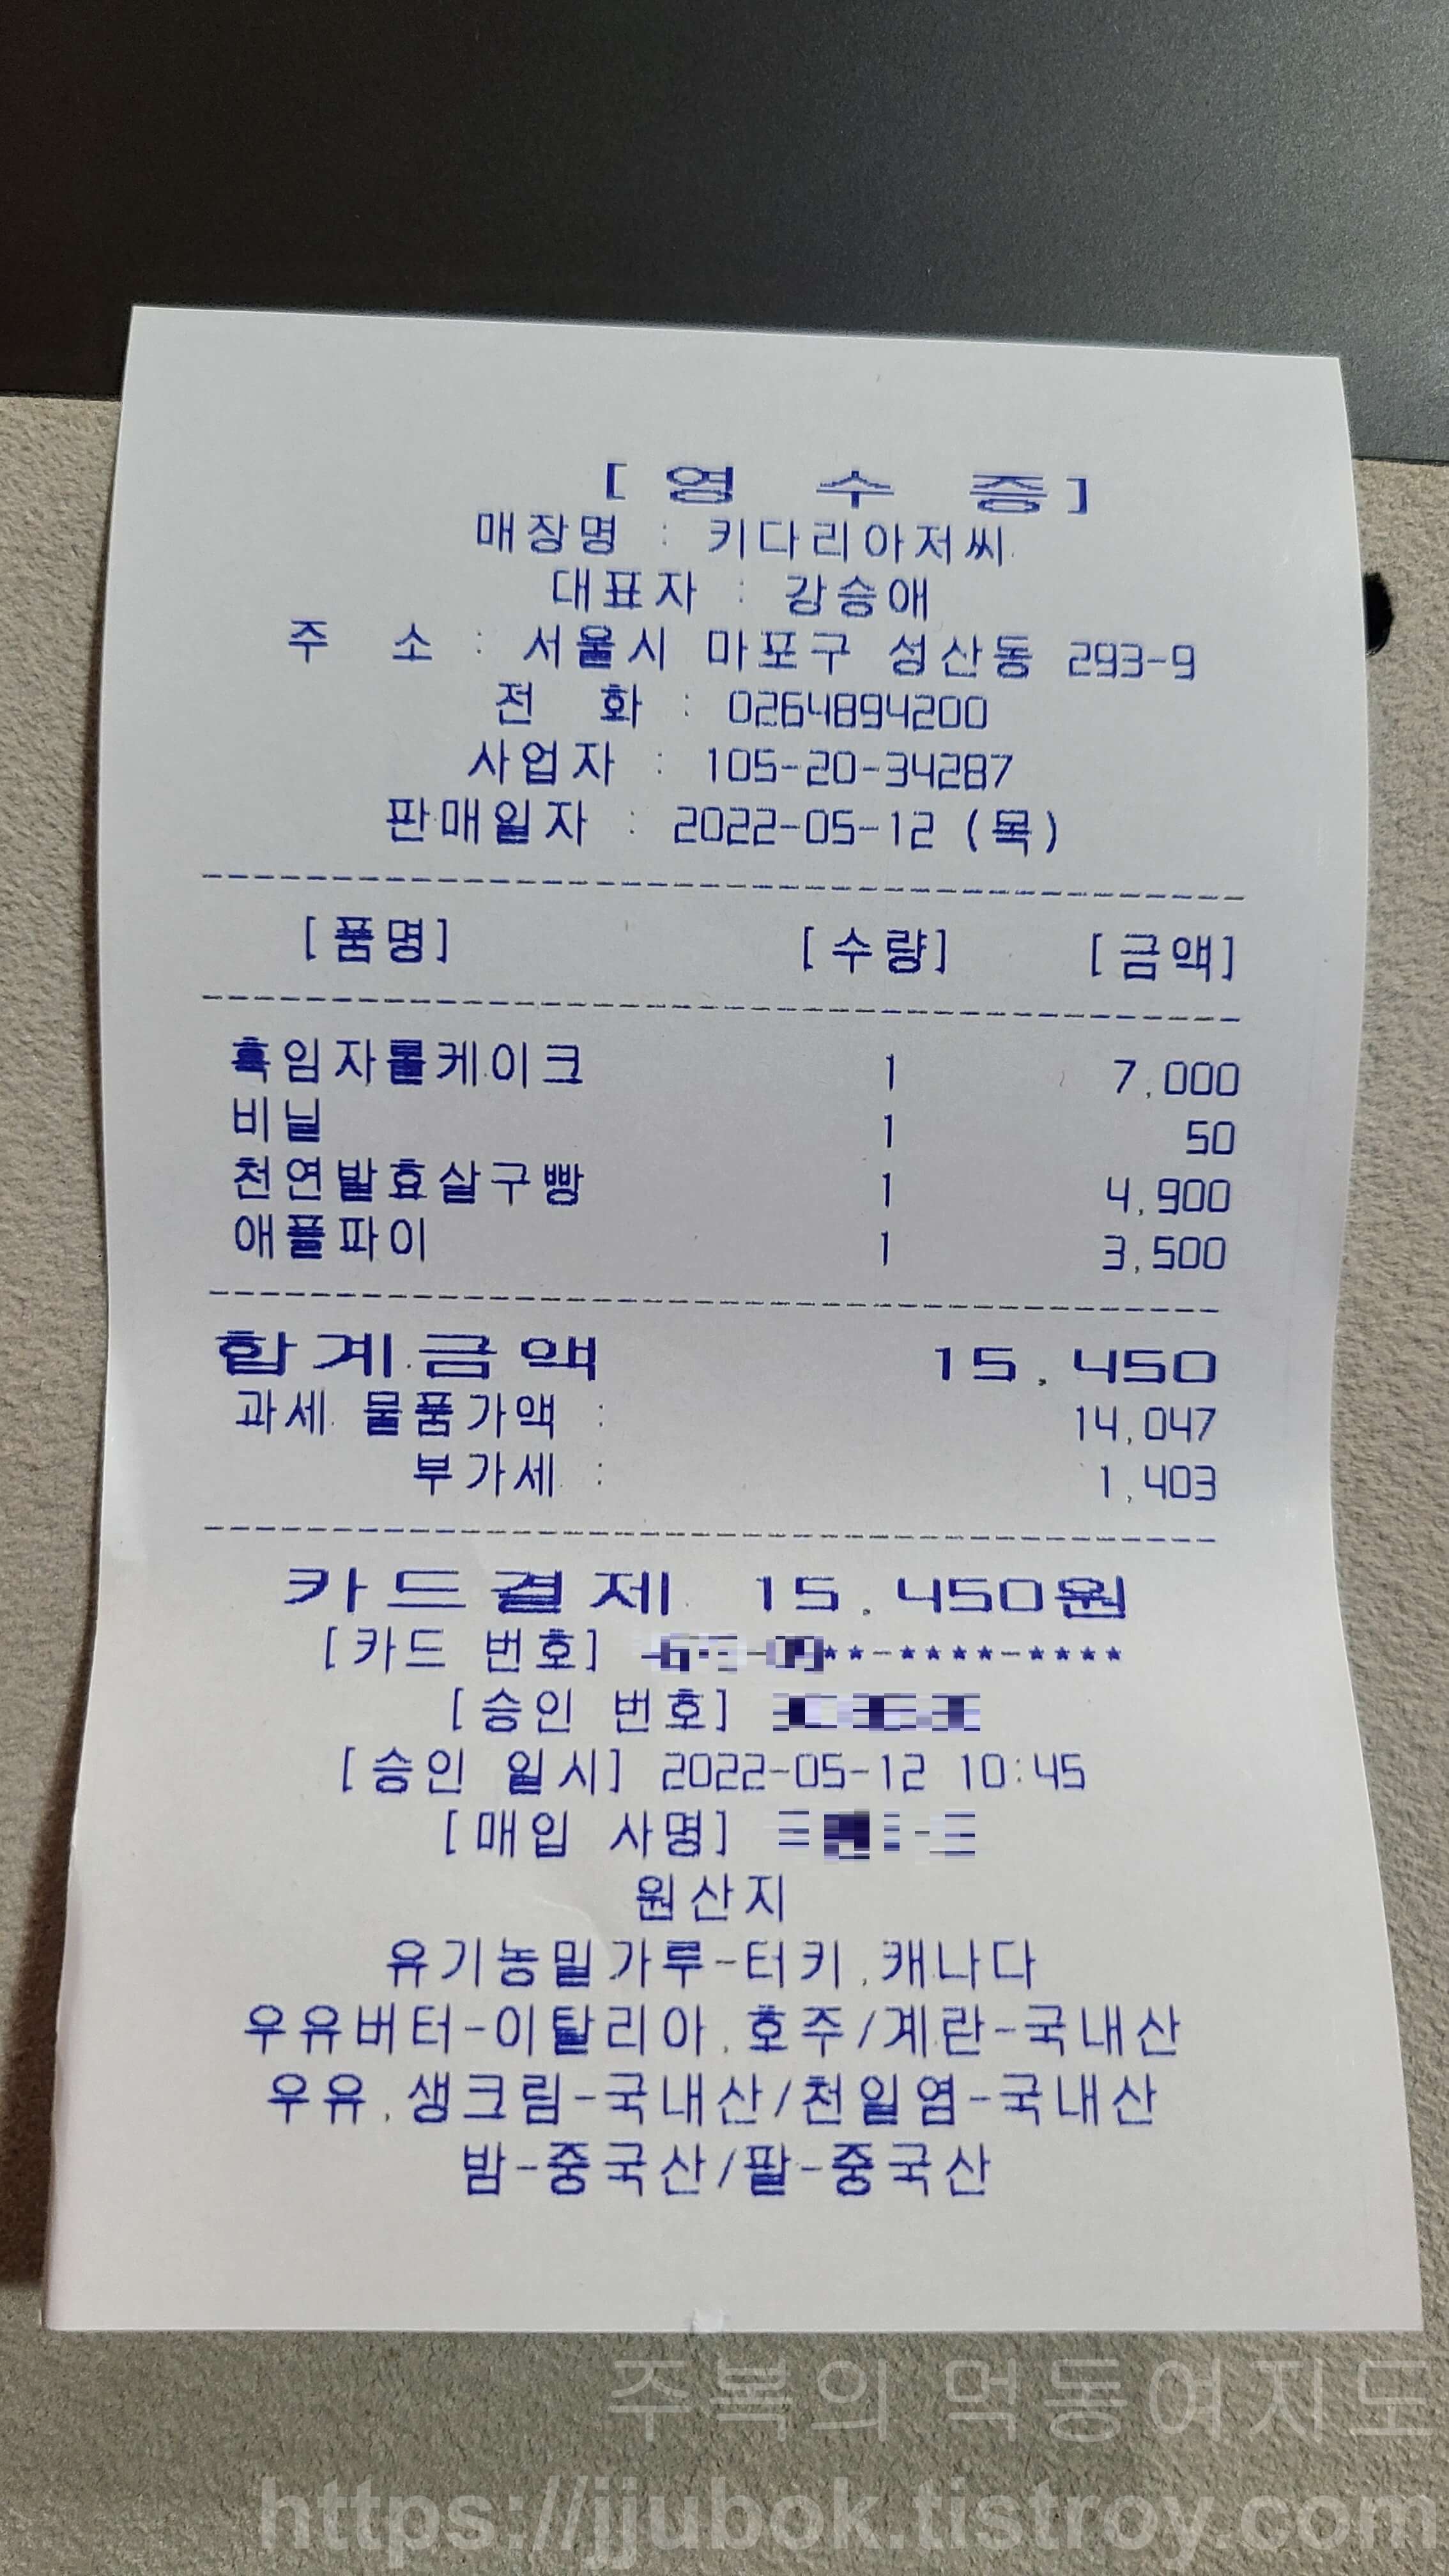 [ 영 수 증]
매장명 : 키다리아저씨
대표자 : 강승애
주 소 : 서울시 마포구 성산동 293-9
전 화 : 0264894200
사업자 : 105-20-34287
판매일자 : 2022-05-12 (목)
[품명] [수량] [금액]
흑임자롤케이크 1 7,000
비닐 1 50
천연발효살구빵 1 4,900
애플파이 1 3,500
합계금액 15,450
과세 물품가액 : 14,047
부가세 : 1,403
카드결제 15,450원
[카드 번호] **-****-****
[승인 번호]
[승인 일시] 2022-05-12 10:45
[매입 사명]
원산지
유기농밀가루-터키,캐나다
우유버터-이탈리아,호주/계란-국내산
우유,생크림-국내산/천일염-국내산
밤-중국산/팥-중국산
주복의 먹동여지도
https://jjubok.tistroy.com